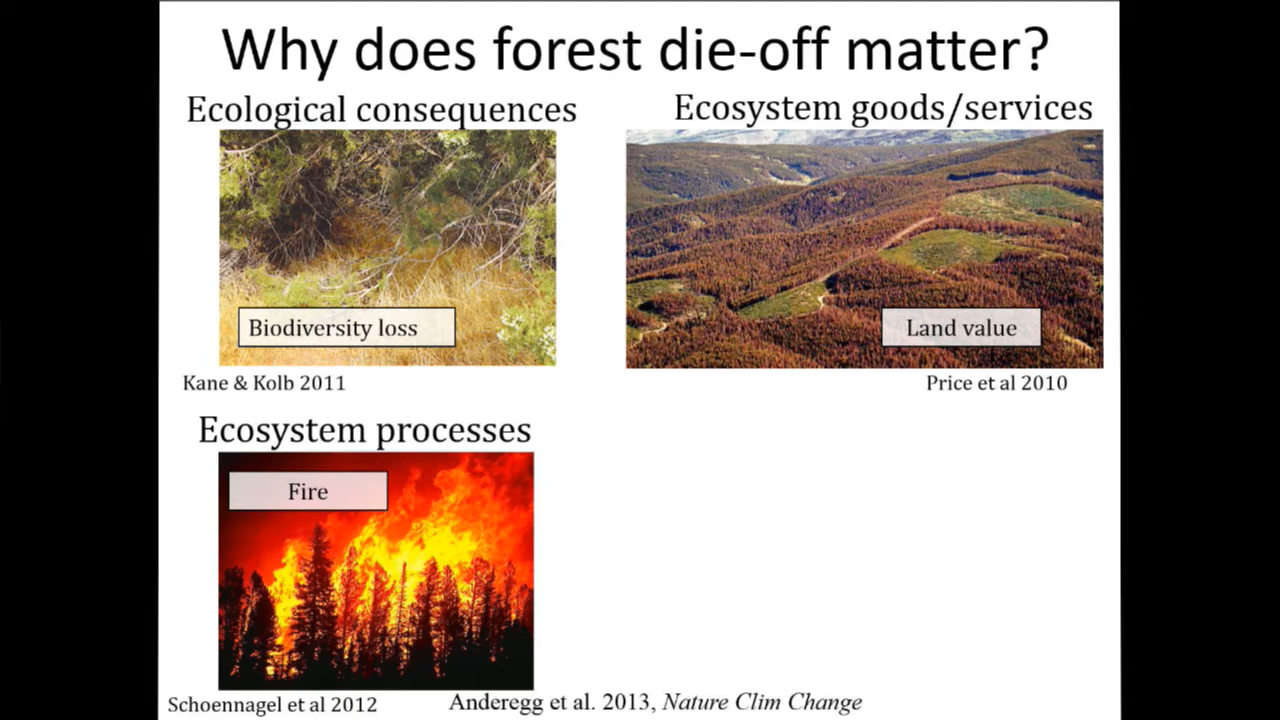 Why does forest die-off matter?
Ecological consequences
Ecosystem goods/services
Biodiversity loss
Land value
Kane & Kolb 2011
Price et al 2010
Ecosystem processes
Fire
Schoennagel et al 2012
Anderegg et al. 2013, Nature Clim Change